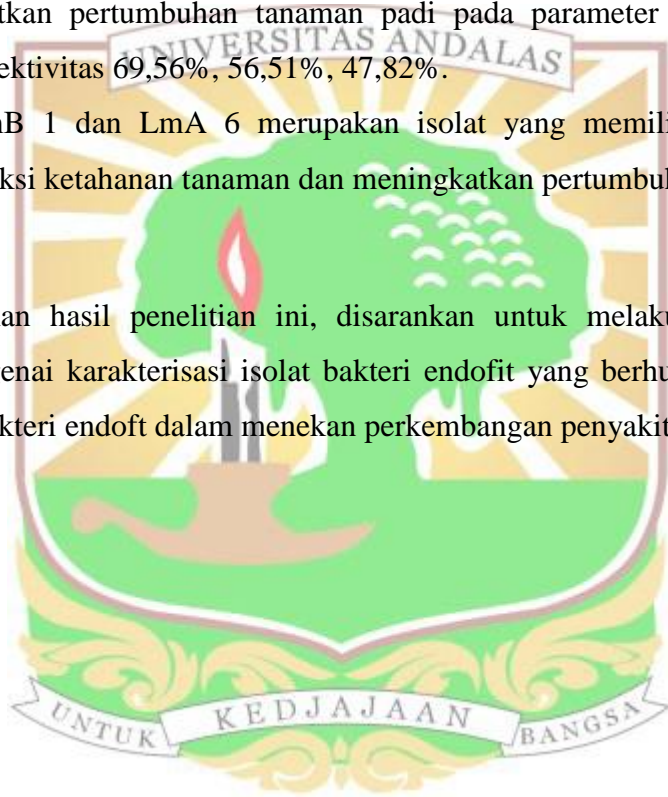 tkan pertumbuhan tanaman padi pada parameter
UNIVERSITAS ANDALAS
ektivitas 69,56%, 56,51%, 47,82%.
nB 1 dan LmA 6 merupakan isolat yang memili
ksi ketahanan tanaman dan meningkatkan pertumbul
an hasil penelitian ini, disarankan untuk melaku
enai karakterisasi isolat bakteri endofit yang berhu
kteri endoft dalam menekan perkembangan penyakit
UNTUK KEDJAJAAN BANGSA